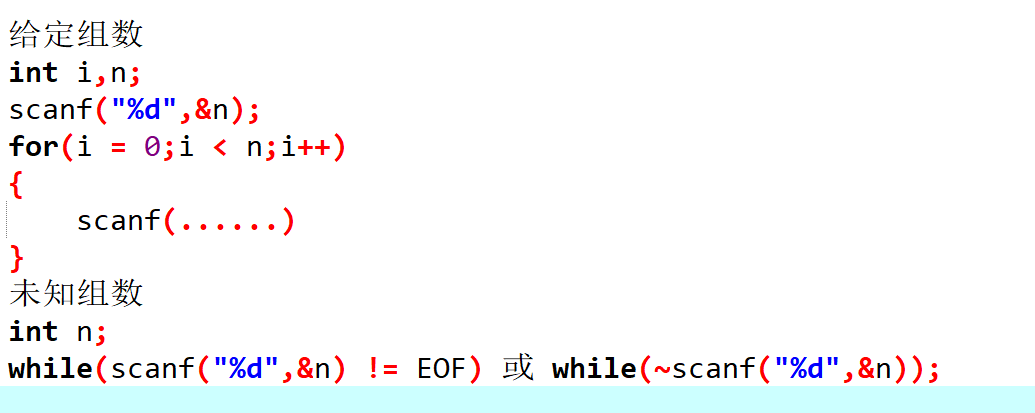 给定组数
int i,n;
scanf("%d",&n);
for(i = 0;i < n;i++)
{
    scanf(......)
}
未知组数
int n;
while(scanf("%d",&n) != EOF) 或 while(~scanf("%d",&n));